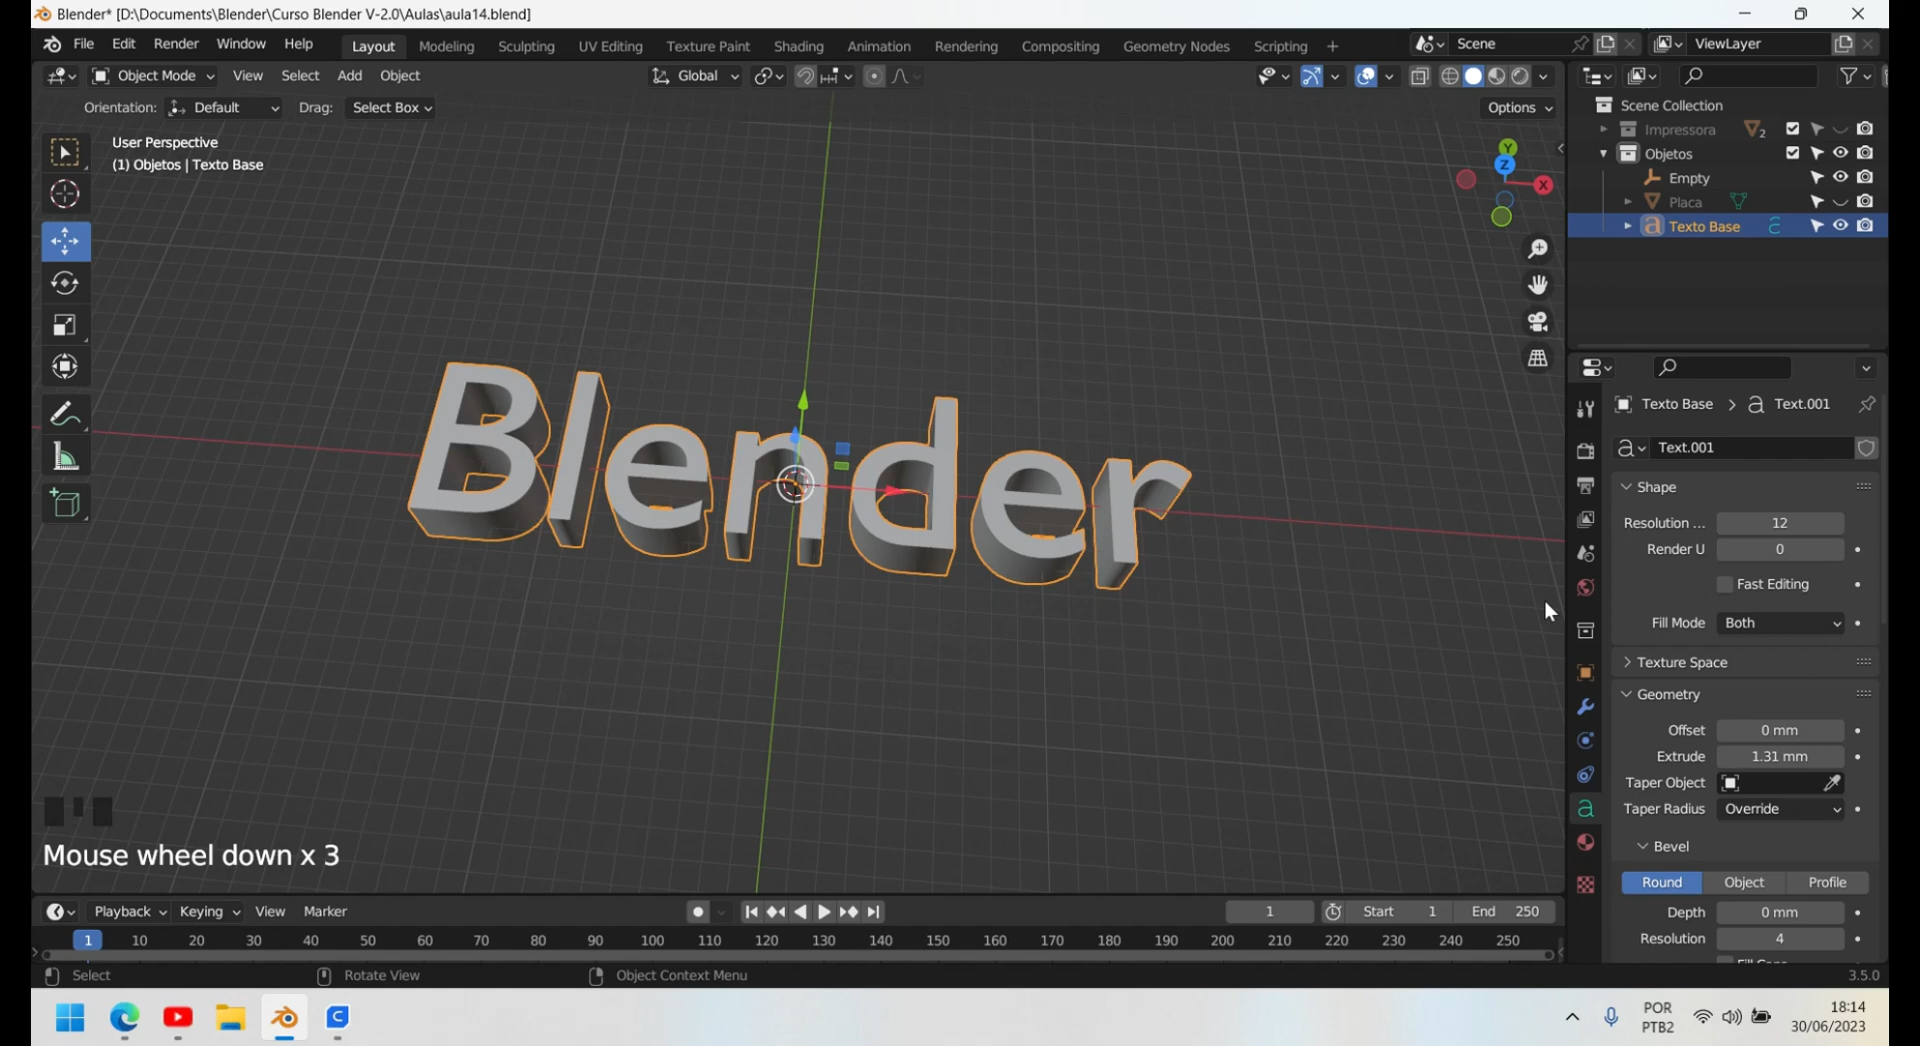 Blender* [D:\Documents\Blender\Curso Blender V-2.0\Aulas\aula14.blend]
File Edit Render Window Help Layout Modeling Sculpting UV Editing Texture Paint Shading Animation Rendering Compositing Geometry Nodes Scripting + Scene ViewLayer
Object Mode View Select Add Object Global
Orientation: Default Drag: Select Box Options
User Perspective
(1) Objetos | Texto Base
Y
Z
X
Blender
Scene Collection
Impressora 2
Objetos
Empty
Placa
Texto Base
Texto Base > Text.001
Text.001
Shape
Resolution ... 12
Render U 0
Fast Editing
Fill Mode Both
Texture Space
Geometry
Offset 0 mm
Extrude 1.31 mm
Taper Object
Taper Radius Override
Bevel
Round Object Profile
Depth 0 mm
Resolution 4
Mouse wheel down x 3
Playback Keying View Marker 1 Start 1 End 250
1 10 20 30 40 50 60 70 80 90 100 110 120 130 140 150 160 170 180 190 200 210 220 230 240 250
Select Rotate View Object Context Menu 3.5.0
POR
PTB2
18:14
30/06/2023